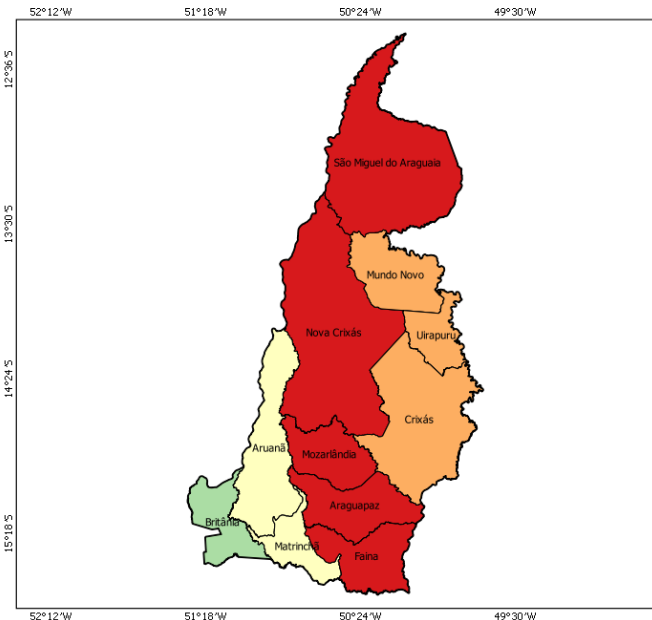 52°12'W 51°18'W 50°24'W 49°30'W
12°36'S
São Miguel do Araguaia
13°30'S
Mundo Novo
Nova Crixás
Uirapuru
14°24'S
Crixás
Aruanã
Mozarlândia
Araguapaz
15°18'S
Britânia
Matrinchã
Faina
52°12'W 51°18'W 50°24'W 49°30'W